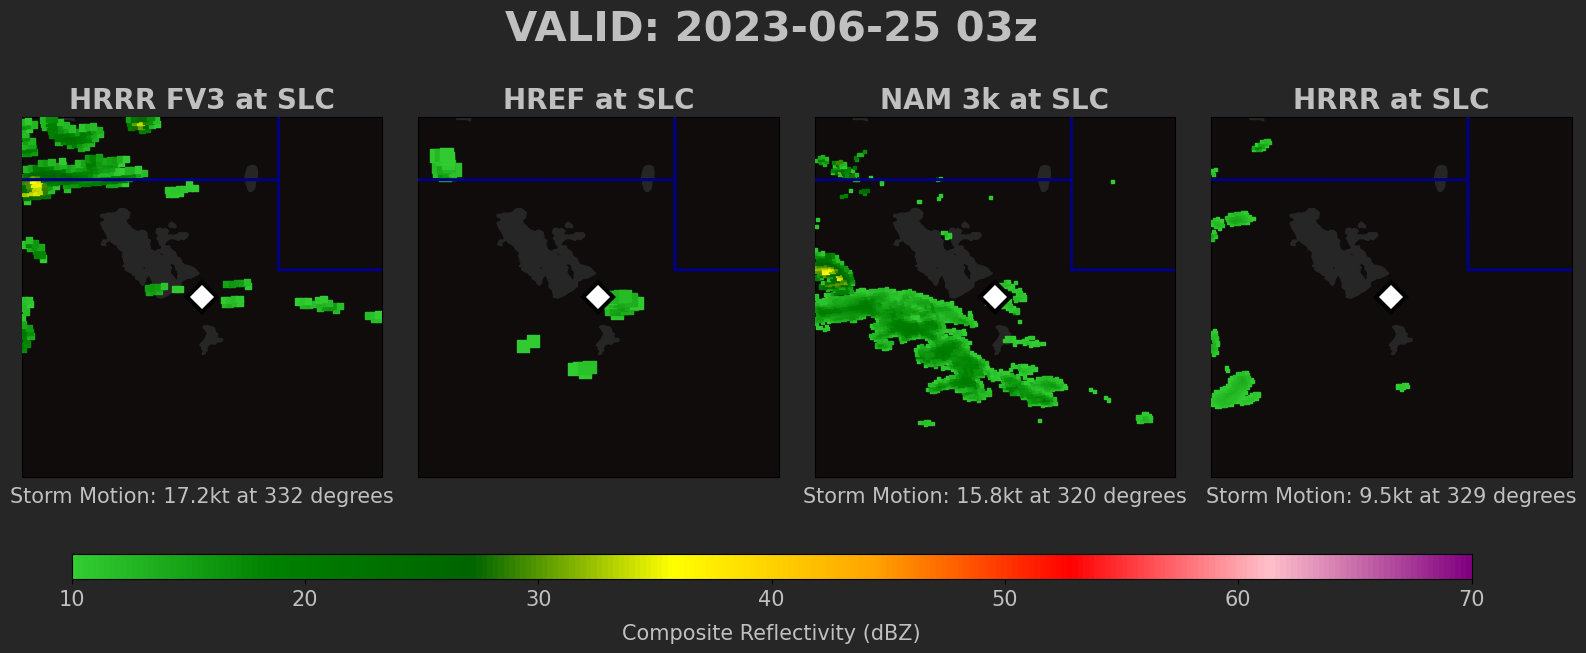 VALID: 2023-06-25 03z
HRRR FV3 at SLC
HREF at SLC
NAM 3k at SLC
HRRR at SLC
Storm Motion: 17.2kt at 332 degrees
Storm Motion: 15.8kt at 320 degrees
Storm Motion: 9.5kt at 329 degrees
10 20 30 40 50 60 70
Composite Reflectivity (dBZ)